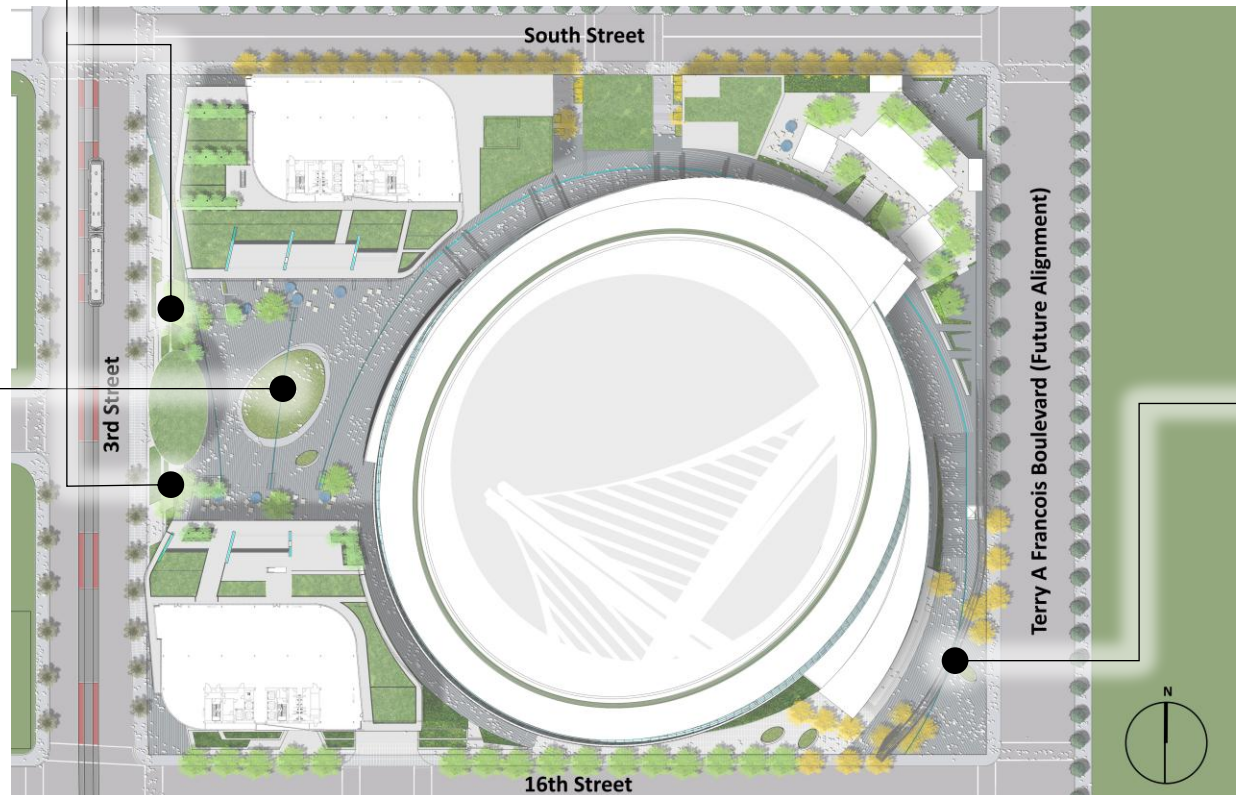 South Street
3rd Street
Terry A Francois Boulevard (Future Alignment)
N
16th Street